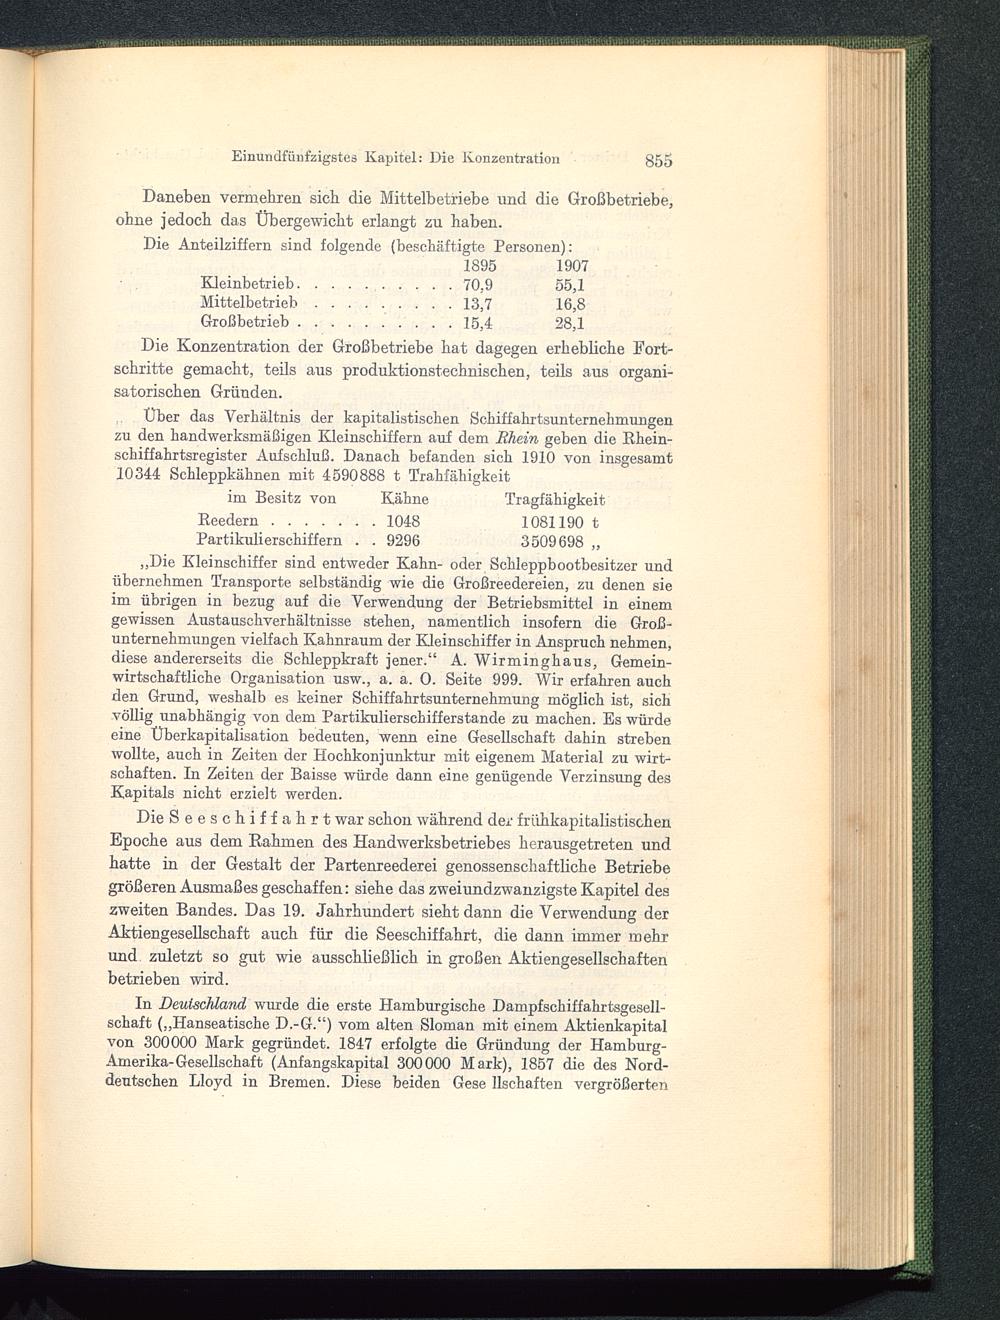 Einundfünfzigstes Kapitel: Die Konzentration 855
Daneben vermehren sich die Mittelbetriebe und die Großbetriebe,
ohne jedoch das Übergewicht erlangt zu haben.
Die Anteilziffern sind folgende (beschäftigte Personen):
1895 1907
Kleinbetrieb. . . . . . . . . . 70,9 55,1
Mittelbetrieb . . . . . . . . . 13,7 16,8
Großbetrieb . . . . . . . . . . 15,4 28,1
Die Konzentration der Großbetriebe hat dagegen erhebliche Fort-
schritte gemacht, teils aus produktionstechnischen, teils aus organi-
satorischen Gründen.
Über das Verhältnis der kapitalistischen Schiffahrtsunternehmungen
zu den handwerksmäßigen Kleinschiffern auf dem Rhein geben die Rhein-
schiffahrtsregister Aufschluß. Danach befanden sich 1910 von insgesamt
10344 Schleppkähnen mit 4590888 t Trahfähigkeit
im Besitz von Kähne Tragfähigkeit
Reedern . . . . . . . 1048 1081190 t
Partikulierschiffern . . 9296 3509698 „
„Die Kleinschiffer sind entweder Kahn- oder Schleppbootbesitzer und
übernehmen Transporte selbständig wie die Großreedereien, zu denen sie
im übrigen in bezug auf die Verwendung der Betriebsmittel in einem
gewissen Austauschverhältnisse stehen, namentlich insofern die Groß-
unternehmungen vielfach Kahnraum der Kleinschiffer in Anspruch nehmen,
diese andererseits die Schleppkraft jener.“ A. Wirminghaus, Gemein-
wirtschaftliche Organisation usw., a. a. O. Seite 999. Wir erfahren auch
den Grund, weshalb es keiner Schiffahrtsunternehmung möglich ist, sich
völlig unabhängig von dem Partikulierschifferstande zu machen. Es würde
eine Überkapitalisation bedeuten, wenn eine Gesellschaft dahin streben
wollte, auch in Zeiten der Hochkonjunktur mit eigenem Material zu wirt-
schaften. In Zeiten der Baisse würde dann eine genügende Verzinsung des
Kapitals nicht erzielt werden.
Die Seeschiffahrt war schon während der frühkapitalistischen
Epoche aus dem Rahmen des Handwerksbetriebes herausgetreten und
hatte in der Gestalt der Partenreederei genossenschaftliche Betriebe
größeren Ausmaßes geschaffen: siehe das zweiundzwanzigste Kapitel des
zweiten Bandes. Das 19. Jahrhundert sieht dann die Verwendung der
Aktiengesellschaft auch für die Seeschiffahrt, die dann immer mehr
und zuletzt so gut wie ausschließlich in großen Aktiengesellschaften
betrieben wird.
In Deutschland wurde die erste Hamburgische Dampfschiffahrtsgesell-
schaft („Hanseatische D.-G.“) vom alten Sloman mit einem Aktienkapital
von 300000 Mark gegründet. 1847 erfolgte die Gründung der Hamburg-
Amerika-Gesellschaft (Anfangskapital 300000 Mark), 1857 die des Nord-
deutschen Lloyd in Bremen. Diese beiden Gese llschaften vergrößerten